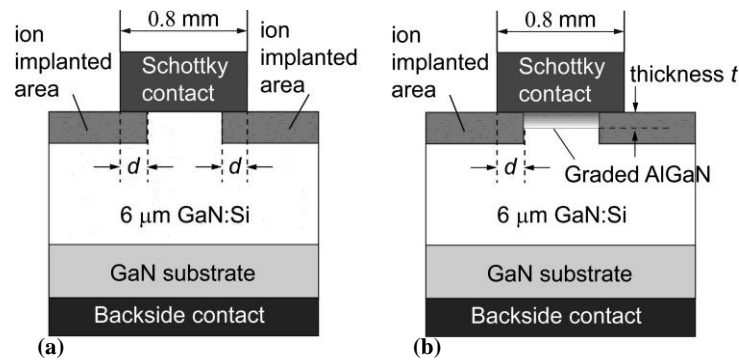 0.8 mm
ion
implanted
area
Schottky
contact
ion
implanted
area
d
d
6 μm GaN:Si
GaN substrate
Backside contact
(a)
0.8 mm
ion
implanted
area
Schottky
contact
thickness t
d
Graded AlGaN
6 μm GaN:Si
GaN substrate
Backside contact
(b)